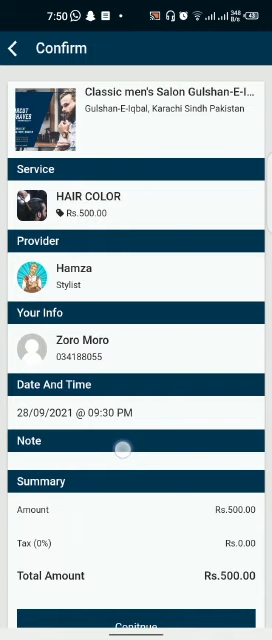 7:50
348
B/s
43
Confirm
Classic men's Salon Gulshan-E-I...
Gulshan-E-Iqbal, Karachi Sindh Pakistan
Service
HAIR COLOR
Rs.500.00
Provider
Hamza
Stylist
Your Info
Zoro Moro
034188055
Date And Time
28/09/2021 @ 09:30 PM
Note
Summary
Amount Rs.500.00
Tax (0%) Rs.0.00
Total Amount Rs.500.00